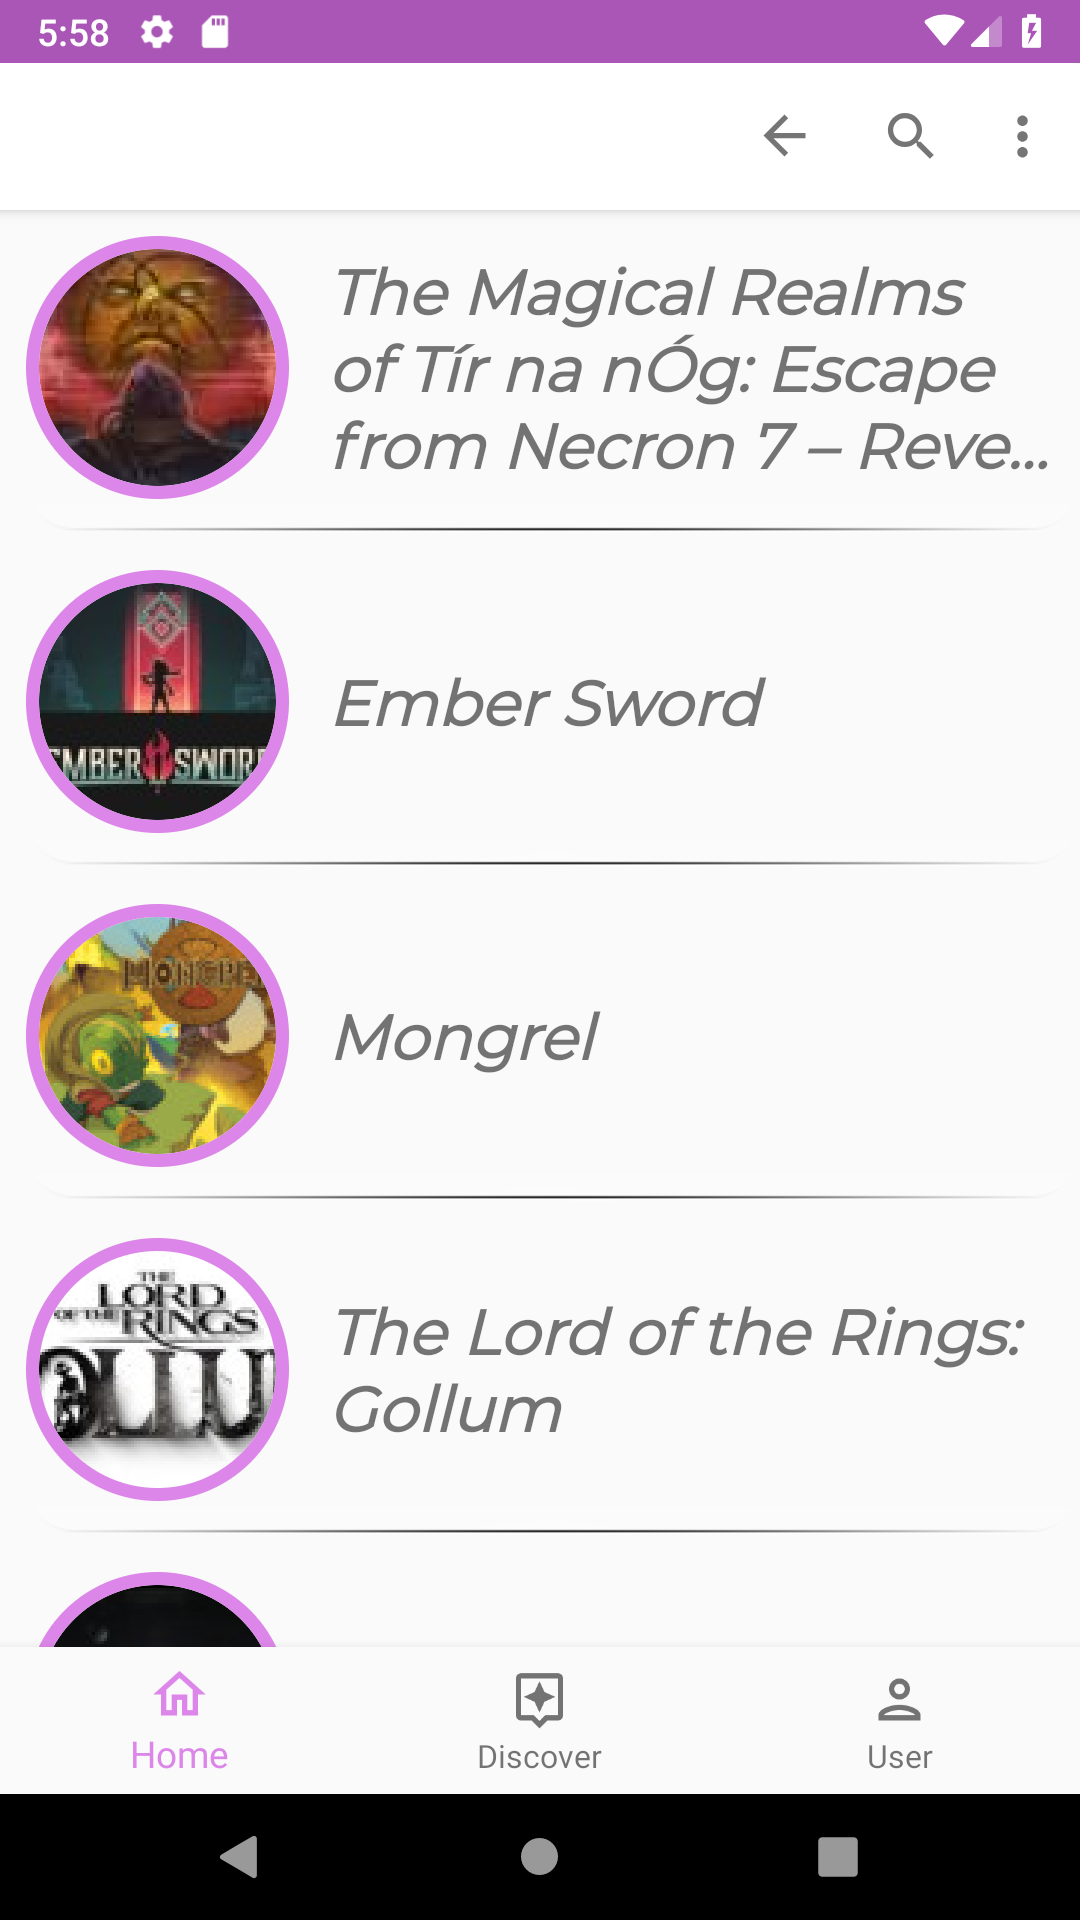 5:58
The Magical Realms
of Tír na nÓg: Escape
from Necron 7 – Reve...
EMBER SWORD
Ember Sword
MONGREL
Mongrel
THE
LORD
OF THE RINGS
The Lord of the Rings:
Gollum
Home
Discover
User